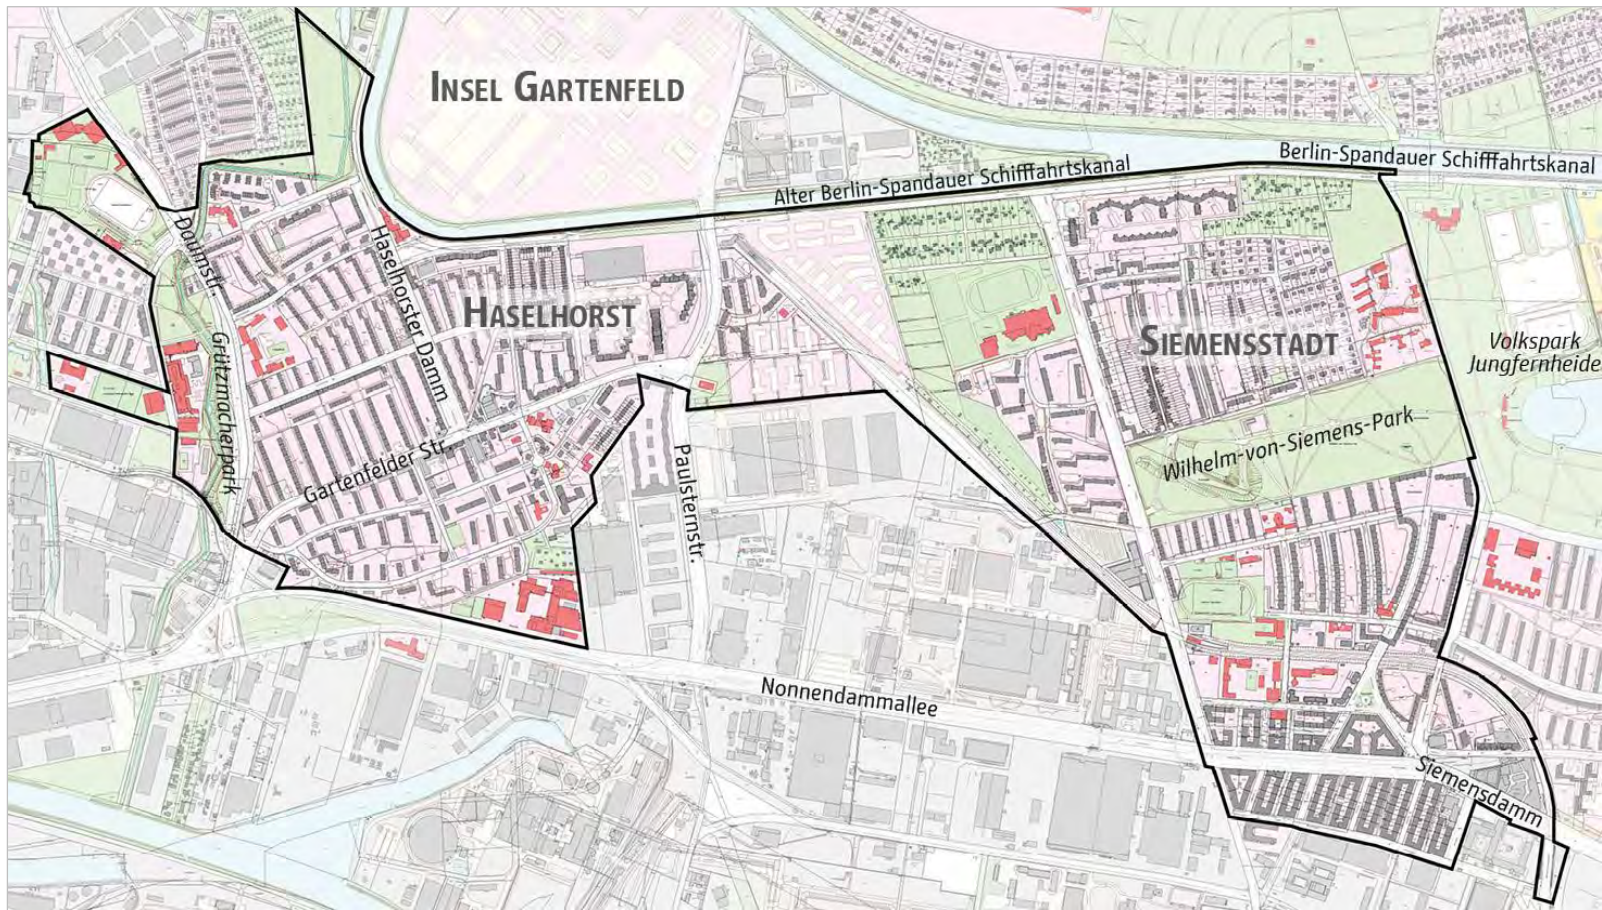 INSEL GARTENFELD
Berlin-Spandauer Schifffahrtskanal
Alter Berlin-Spandauer Schifffahrtskanal
Daumstr.
Haselhorster Damm
HASELHORST
SIEMENSSTADT
Volkspark
Jungfernheide
Grützmacherpark
Gartenfelder Str.
Wilhelm-von-Siemens-Park
Paulsternstr.
Nonnendammallee
Siemensdamm